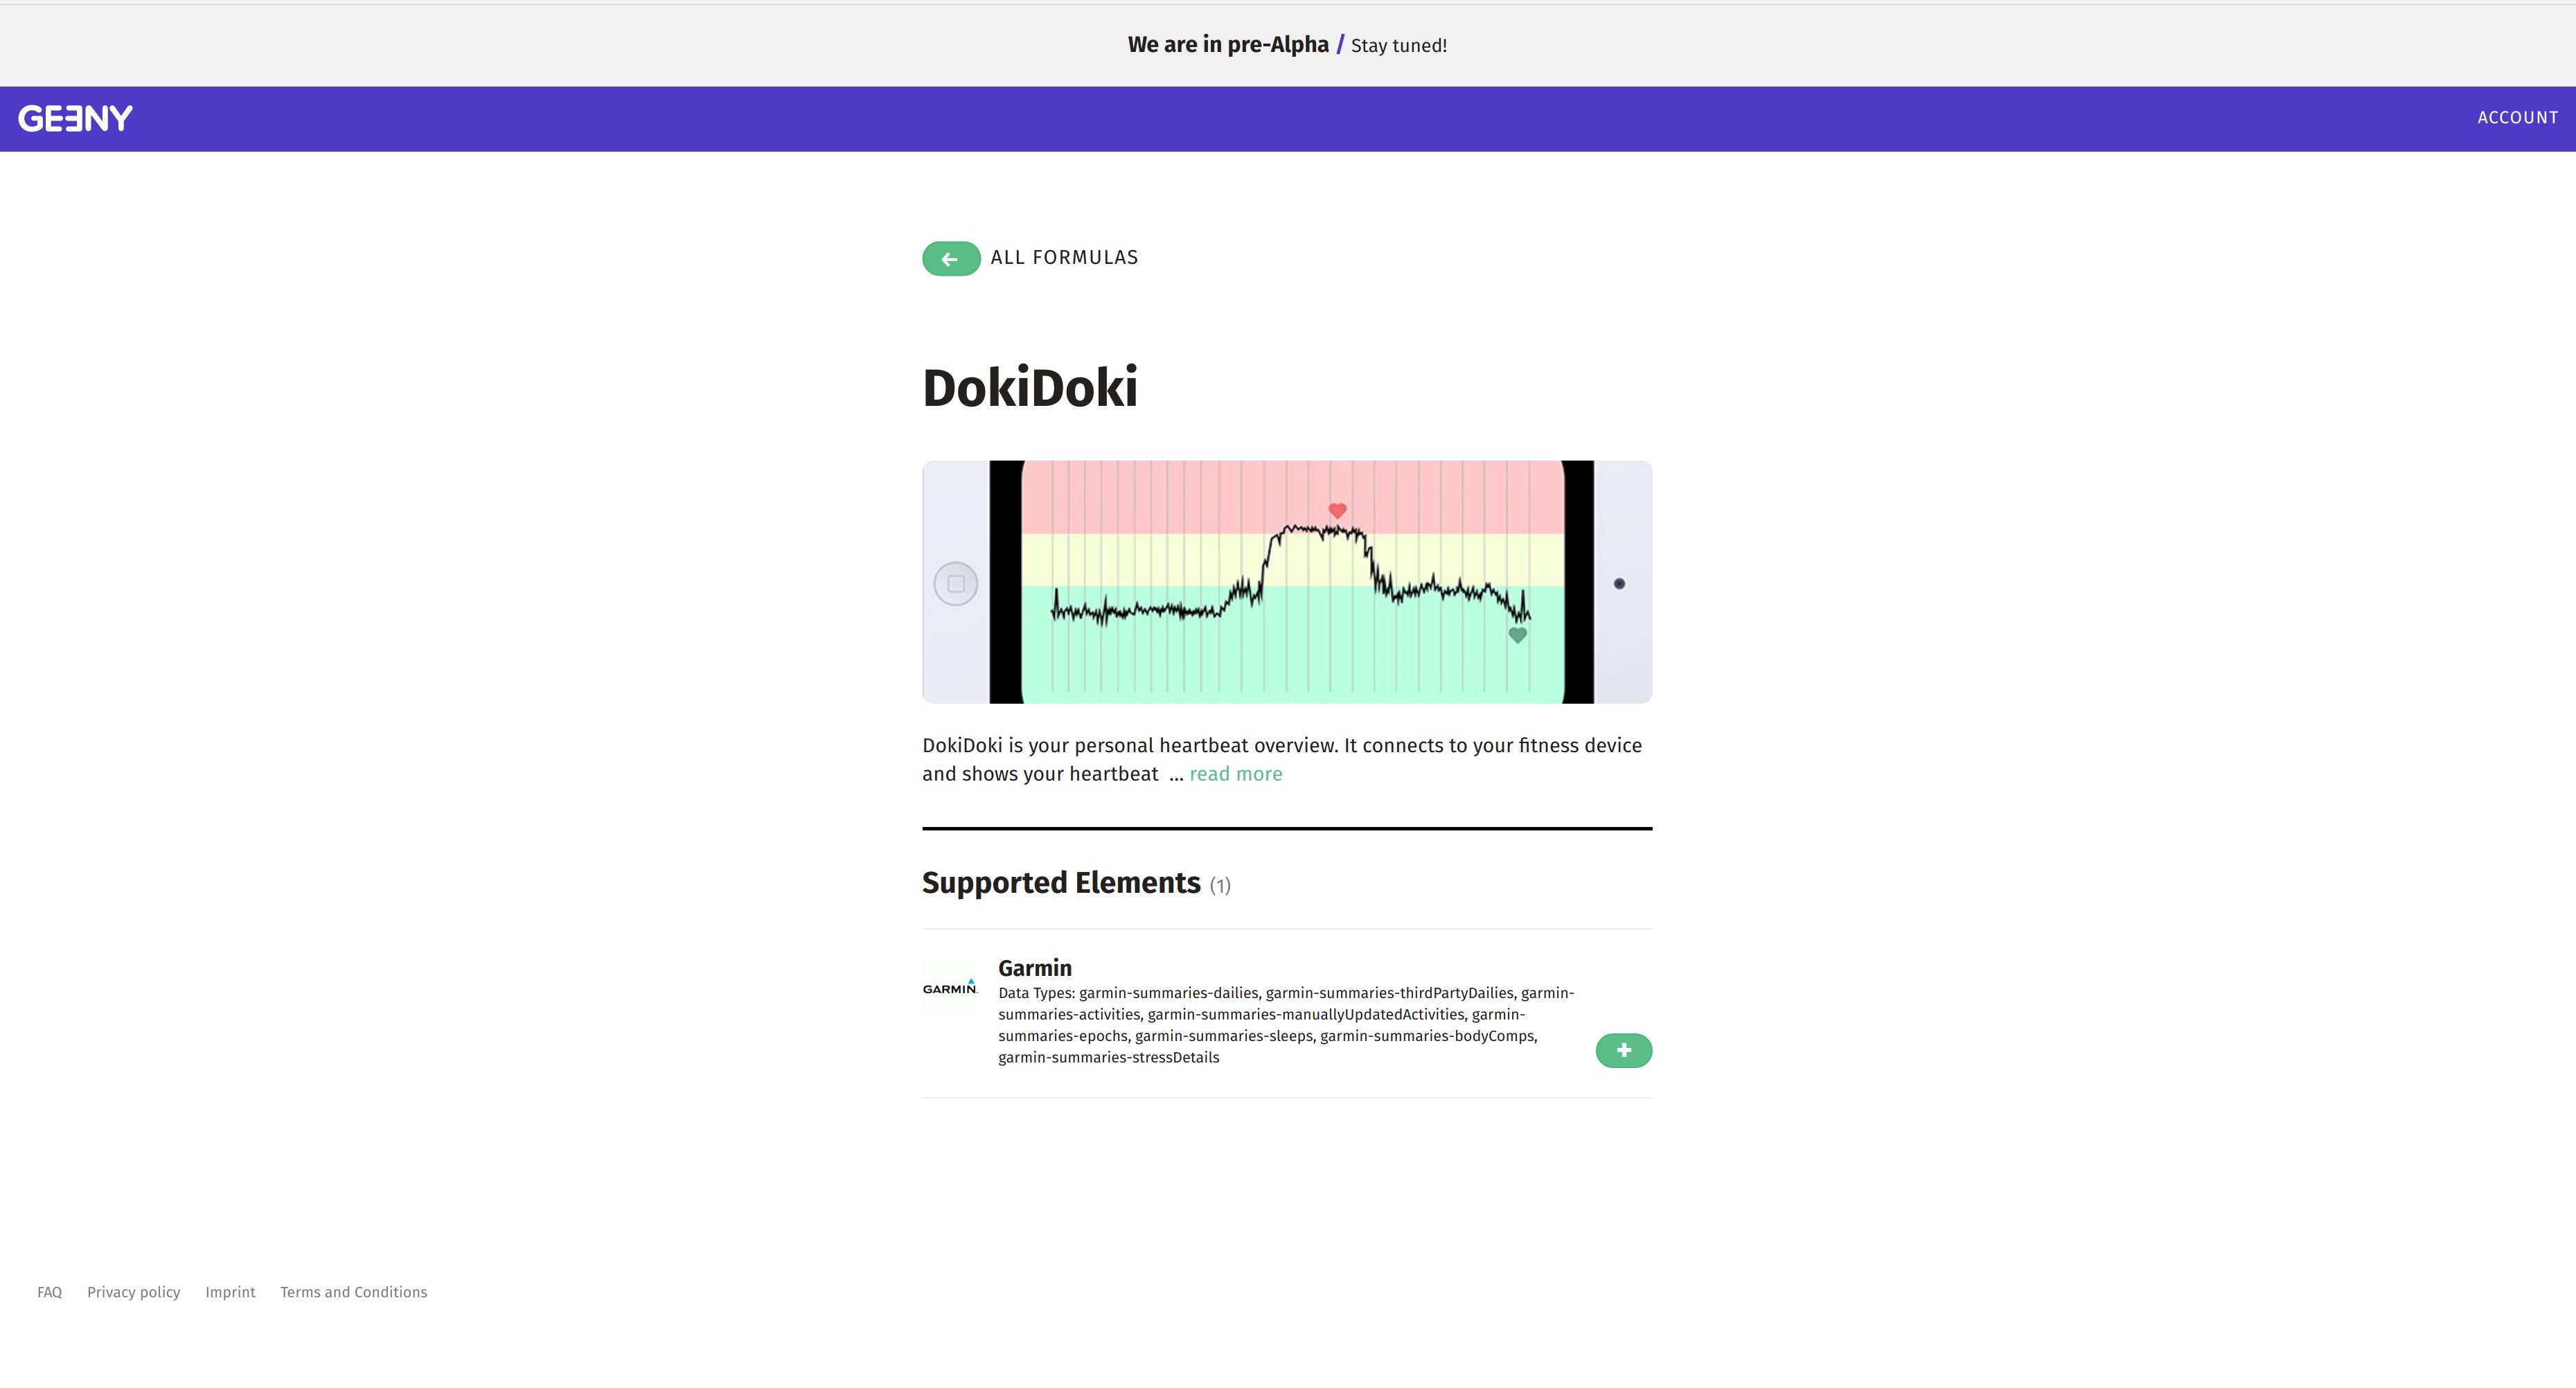 We are in pre-Alpha / Stay tuned!
GEENY
ACCOUNT
ALL FORMULAS
DokiDoki
DokiDoki is your personal heartbeat overview. It connects to your fitness device
and shows your heartbeat ... read more
Supported Elements (1)
GARMIN.
Garmin
Data Types: garmin-summaries-dailies, garmin-summaries-thirdPartyDailies, garmin-
summaries-activities, garmin-summaries-manuallyUpdatedActivities, garmin-
summaries-epochs, garmin-summaries-sleeps, garmin-summaries-bodyComps,
garmin-summaries-stressDetails
FAQ Privacy policy Imprint Terms and Conditions